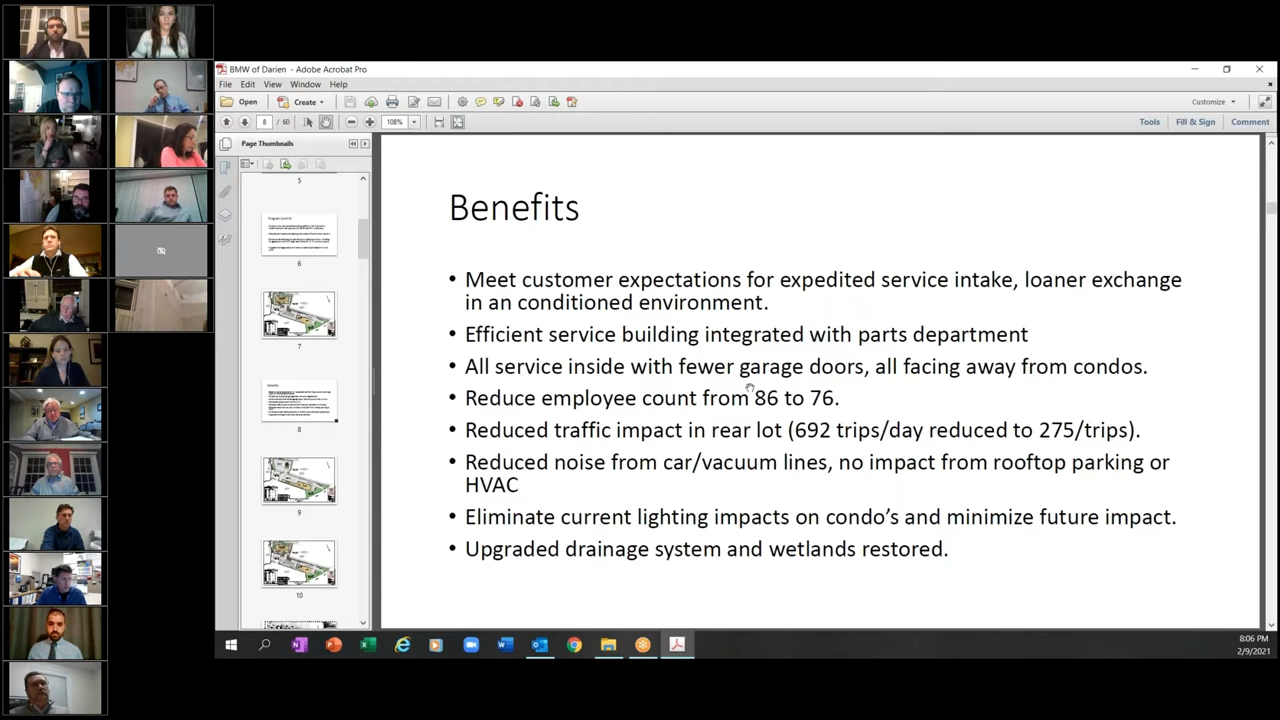 BMW of Darien - Adobe Acrobat Pro
File Edit View Window Help
Open Create Customize
8 / 60 108% Tools Fill & Sign Comment
Page Thumbnails
5
6
7
8
9
10
Benefits
• Meet customer expectations for expedited service intake, loaner exchange
in an conditioned environment.
• Efficient service building integrated with parts department
• All service inside with fewer garage doors, all facing away from condos.
• Reduce employee count from 86 to 76.
• Reduced traffic impact in rear lot (692 trips/day reduced to 275/trips).
• Reduced noise from car/vacuum lines, no impact from rooftop parking or
HVAC
• Eliminate current lighting impacts on condo's and minimize future impact.
• Upgraded drainage system and wetlands restored.
8:06 PM
2/9/2021